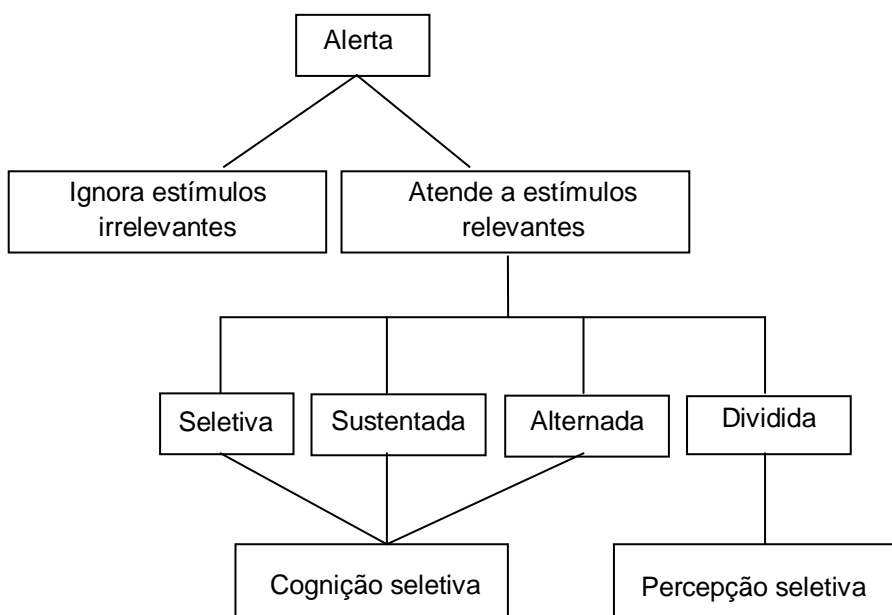 Alerta
Ignora estímulos
irrelevantes
Atende a estímulos
relevantes
Seletiva
Sustentada
Alternada
Dividida
Cognição seletiva
Percepção seletiva